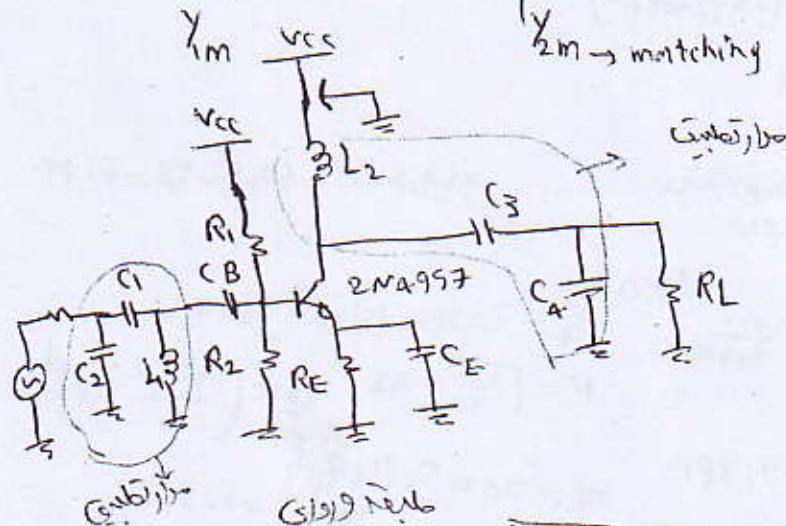 Y1m
Y2m → matching
VCC
VCC
مدار تطبیق
L2
C3
R1
CB
2N4957
C1
C4
RL
C2
L1
R2
RE
CE
مدار تطبیق
طبقه ورودی